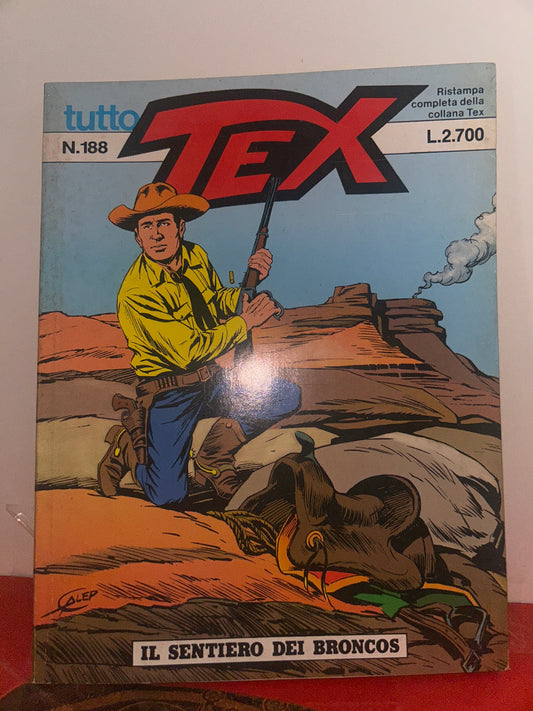 tutto
TEX
Ristampa
completa della
collana Tex
N.188
L.2.700
GALEP
IL SENTIERO DEI BRONCOS